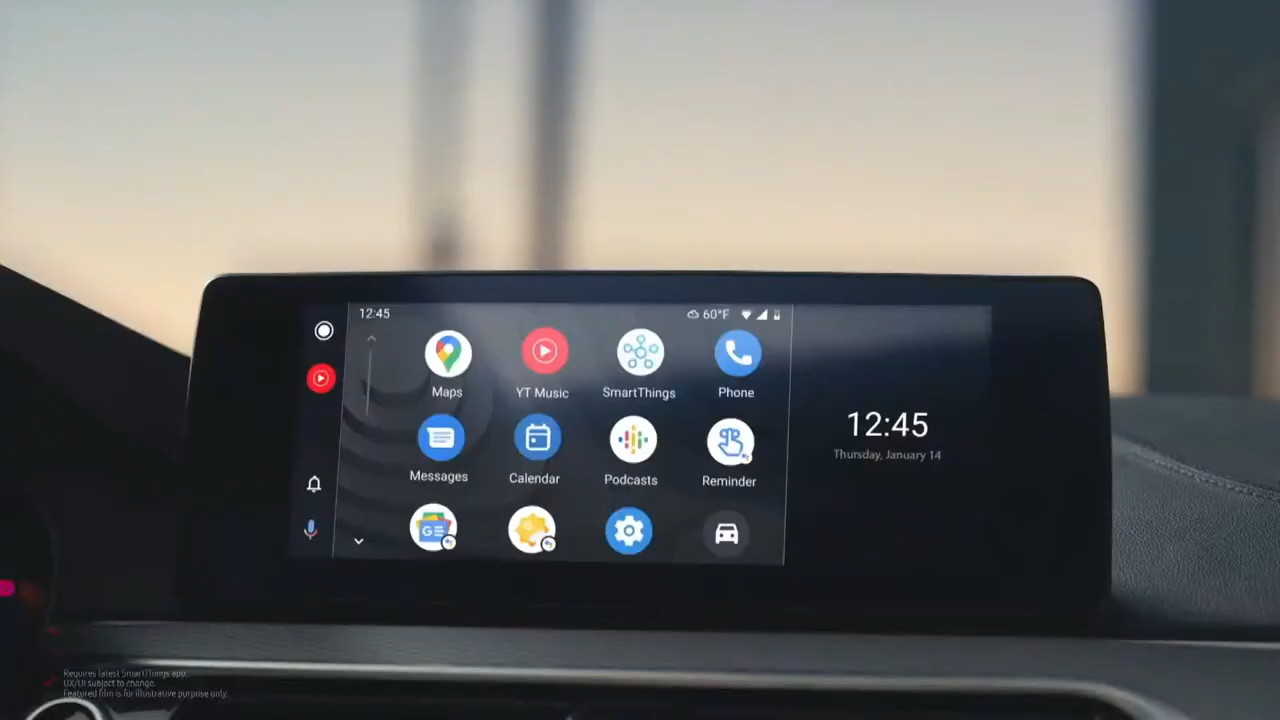 12:45
60°F
Maps
YT Music
SmartThings
Phone
12:45
Thursday, January 14
Messages
Calendar
Podcasts
Reminder
GE
Requires latest SmartThings app.
UX/UI subject to change.
Featured film is for illustrative purpose only.